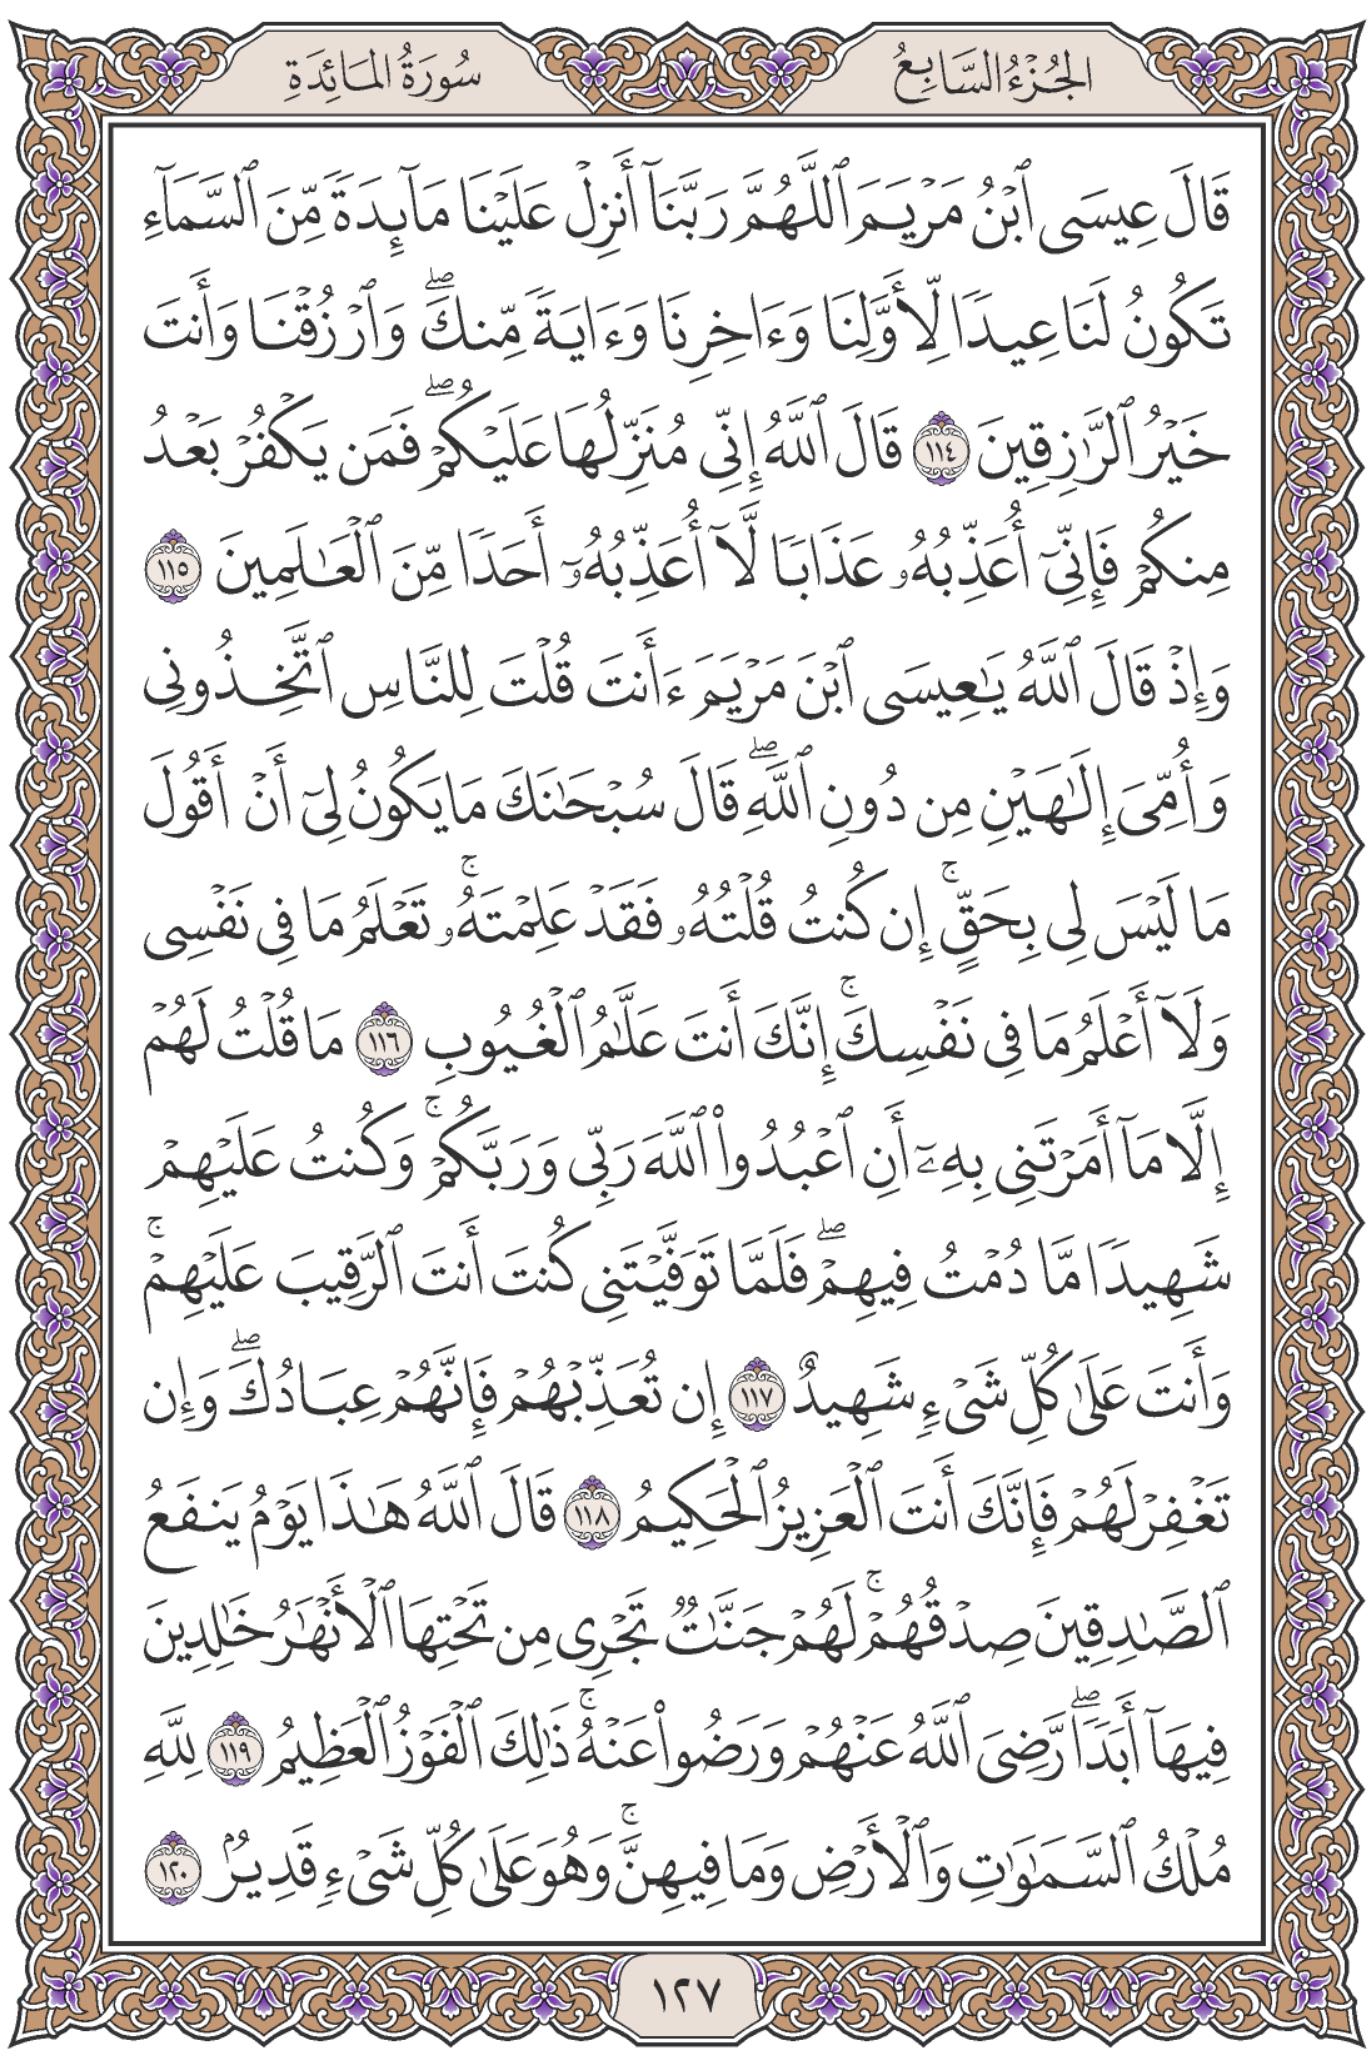 الجُزْءُ السَّابِعُ
سُورَةُ المَائِدَةِ
قَالَ عِيسَى ٱبْنُ مَرْيَمَ ٱللَّهُمَّ رَبَّنَآ أَنزِلْ عَلَيْنَا مَآئِدَةً مِّنَ ٱلسَّمَآءِ
تَكُونُ لَنَا عِيدًا لِّأَوَّلِنَا وَءَاخِرِنَا وَءَايَةً مِّنكَۖ وَٱرْزُقْنَا وَأَنتَ
خَيْرُ ٱلرَّٰزِقِينَ ١١٤ قَالَ ٱللَّهُ إِنِّى مُنَزِّلُهَا عَلَيْكُمْۖ فَمَن يَكْفُرْ بَعْدُ
مِنكُمْ فَإِنِّىٓ أُعَذِّبُهُۥ عَذَابًا لَّآ أُعَذِّبُهُۥٓ أَحَدًا مِّنَ ٱلْعَٰلَمِينَ ١١٥
وَإِذْ قَالَ ٱللَّهُ يَٰعِيسَى ٱبْنَ مَرْيَمَ ءَأَنتَ قُلْتَ لِلنَّاسِ ٱتَّخِذُونِى
وَأُمِّىَ إِلَٰهَيْنِ مِن دُونِ ٱللَّهِۖ قَالَ سُبْحَٰنَكَ مَا يَكُونُ لِىٓ أَنْ أَقُولَ
مَا لَيْسَ لِى بِحَقٍّۚ إِن كُنتُ قُلْتُهُۥ فَقَدْ عَلِمْتَهُۥۚ تَعْلَمُ مَا فِى نَفْسِى
وَلَآ أَعْلَمُ مَا فِى نَفْسِكَۚ إِنَّكَ أَنتَ عَلَّٰمُ ٱلْغُيُوبِ ١١٦ مَا قُلْتُ لَهُمْ
إِلَّا مَآ أَمَرْتَنِى بِهِۦٓ أَنِ ٱعْبُدُوا۟ ٱللَّهَ رَبِّى وَرَبَّكُمْۚ وَكُنتُ عَلَيْهِمْ
شَهِيدًا مَّا دُمْتُ فِيهِمْۖ فَلَمَّا تَوَفَّيْتَنِى كُنتَ أَنتَ ٱلرَّقِيبَ عَلَيْهِمْۚ
وَأَنتَ عَلَىٰ كُلِّ شَىْءٍ شَهِيدٌ ١١٧ إِن تُعَذِّبْهُمْ فَإِنَّهُمْ عِبَادُكَۖ وَإِن
تَغْفِرْ لَهُمْ فَإِنَّكَ أَنتَ ٱلْعَزِيزُ ٱلْحَكِيمُ ١١٨ قَالَ ٱللَّهُ هَٰذَا يَوْمُ يَنفَعُ
ٱلصَّٰدِقِينَ صِدْقُهُمْۚ لَهُمْ جَنَّٰتٌ تَجْرِى مِن تَحْتِهَا ٱلْأَنْهَٰرُ خَٰلِدِينَ
فِيهَآ أَبَدًاۖ رَّضِىَ ٱللَّهُ عَنْهُمْ وَرَضُوا۟ عَنْهُۚ ذَٰلِكَ ٱلْفَوْزُ ٱلْعَظِيمُ ١١٩ لِلَّهِ
مُلْكُ ٱلسَّمَٰوَٰتِ وَٱلْأَرْضِ وَمَا فِيهِنَّۚ وَهُوَ عَلَىٰ كُلِّ شَىْءٍ قَدِيرٌۢ ١٢٠
١٢٧